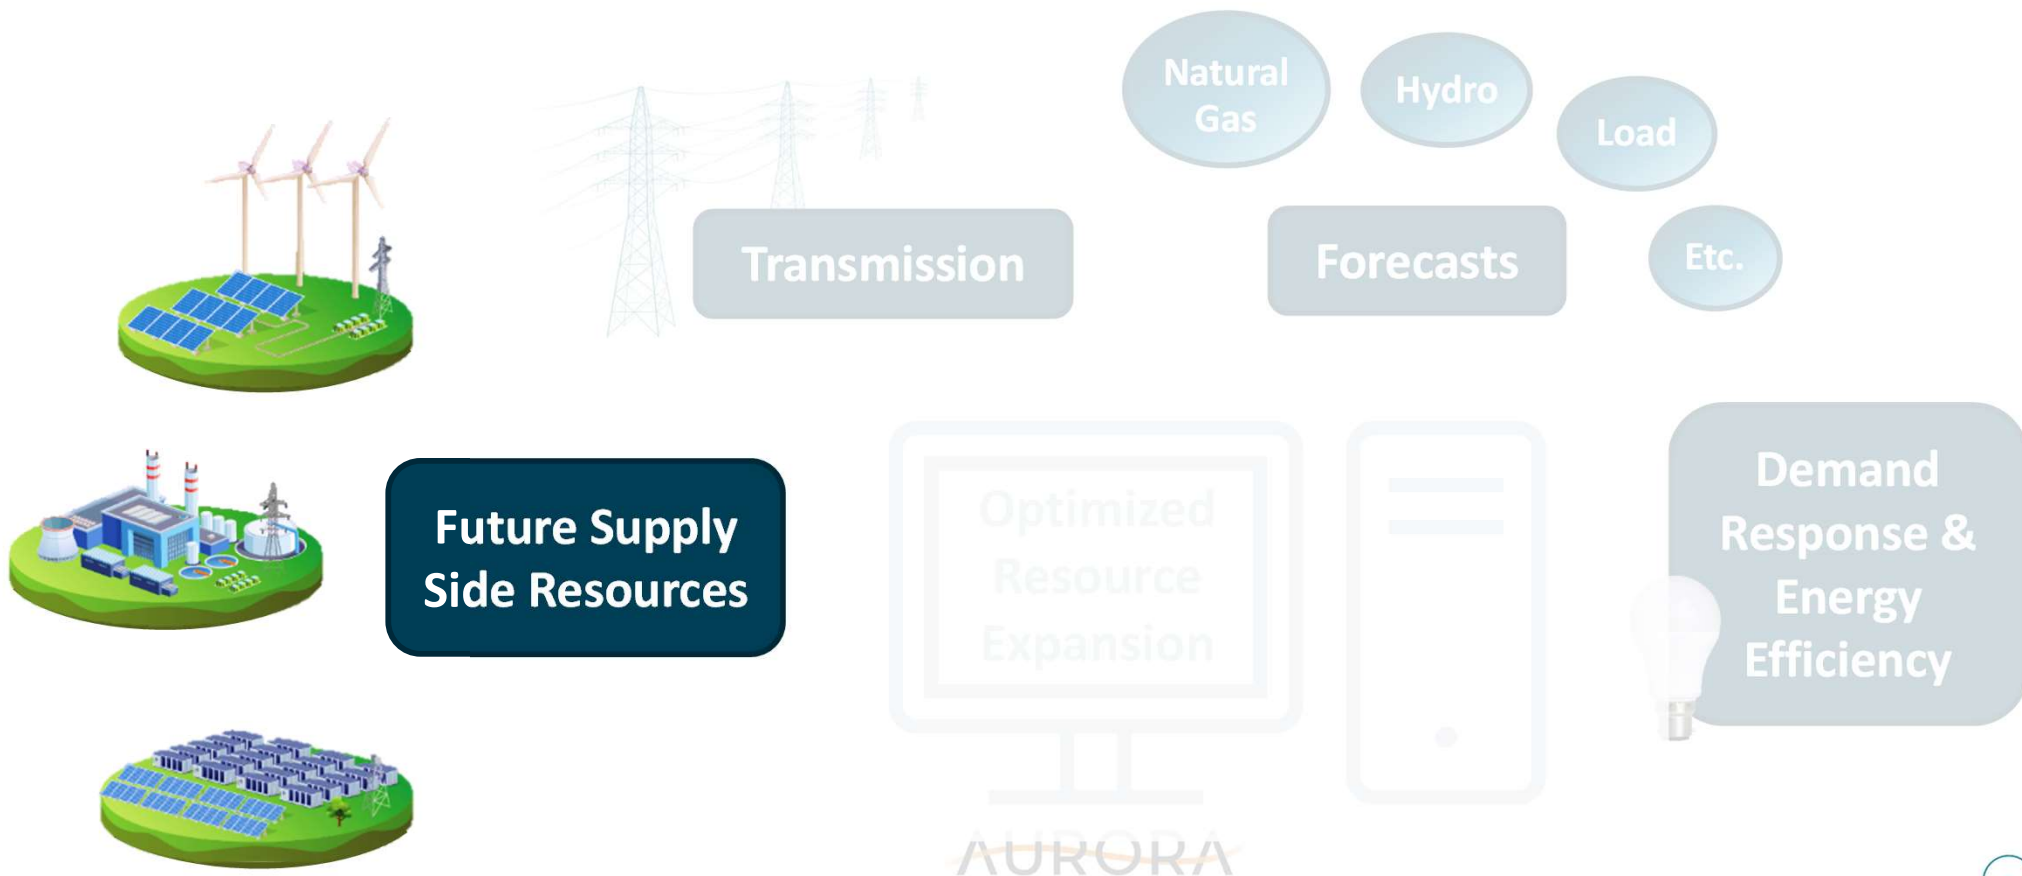 Natural
Gas
Hydro
Load
Transmission
Forecasts
Etc.
Future Supply
Side Resources
Optimized
Resource
Expansion
Demand
Response &
Energy
Efficiency
AURORA